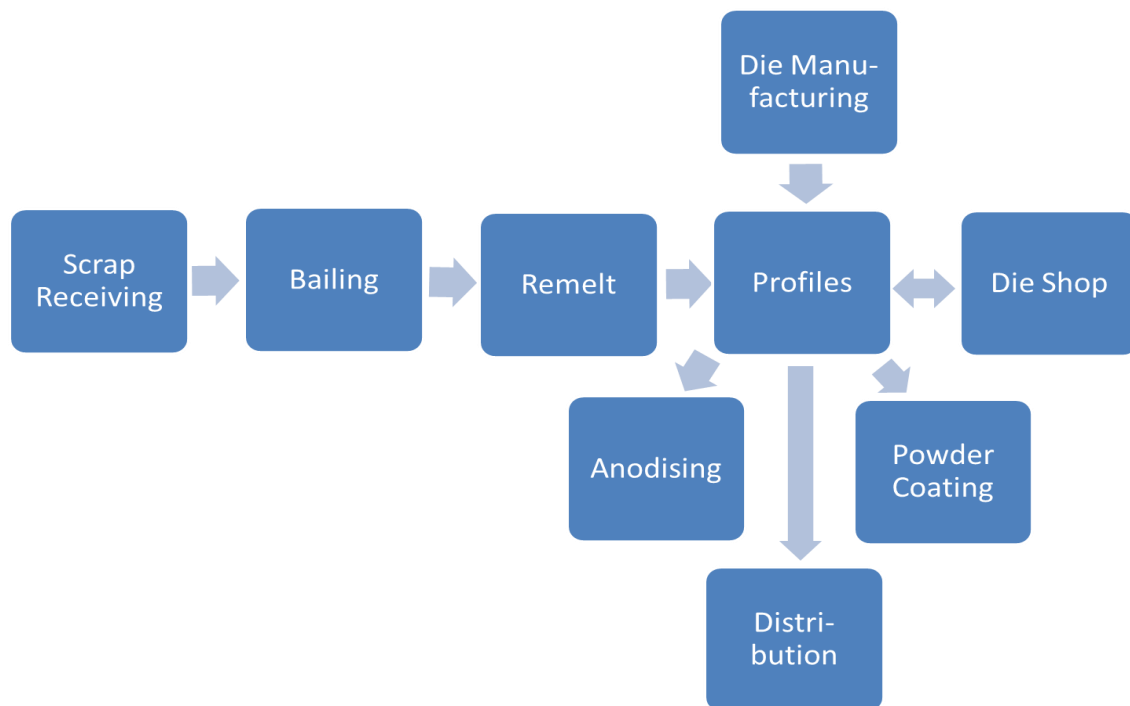 Die Manu-
facturing
Scrap
Receiving
Bailing
Remelt
Profiles
Die Shop
Anodising
Powder
Coating
Distri-
bution